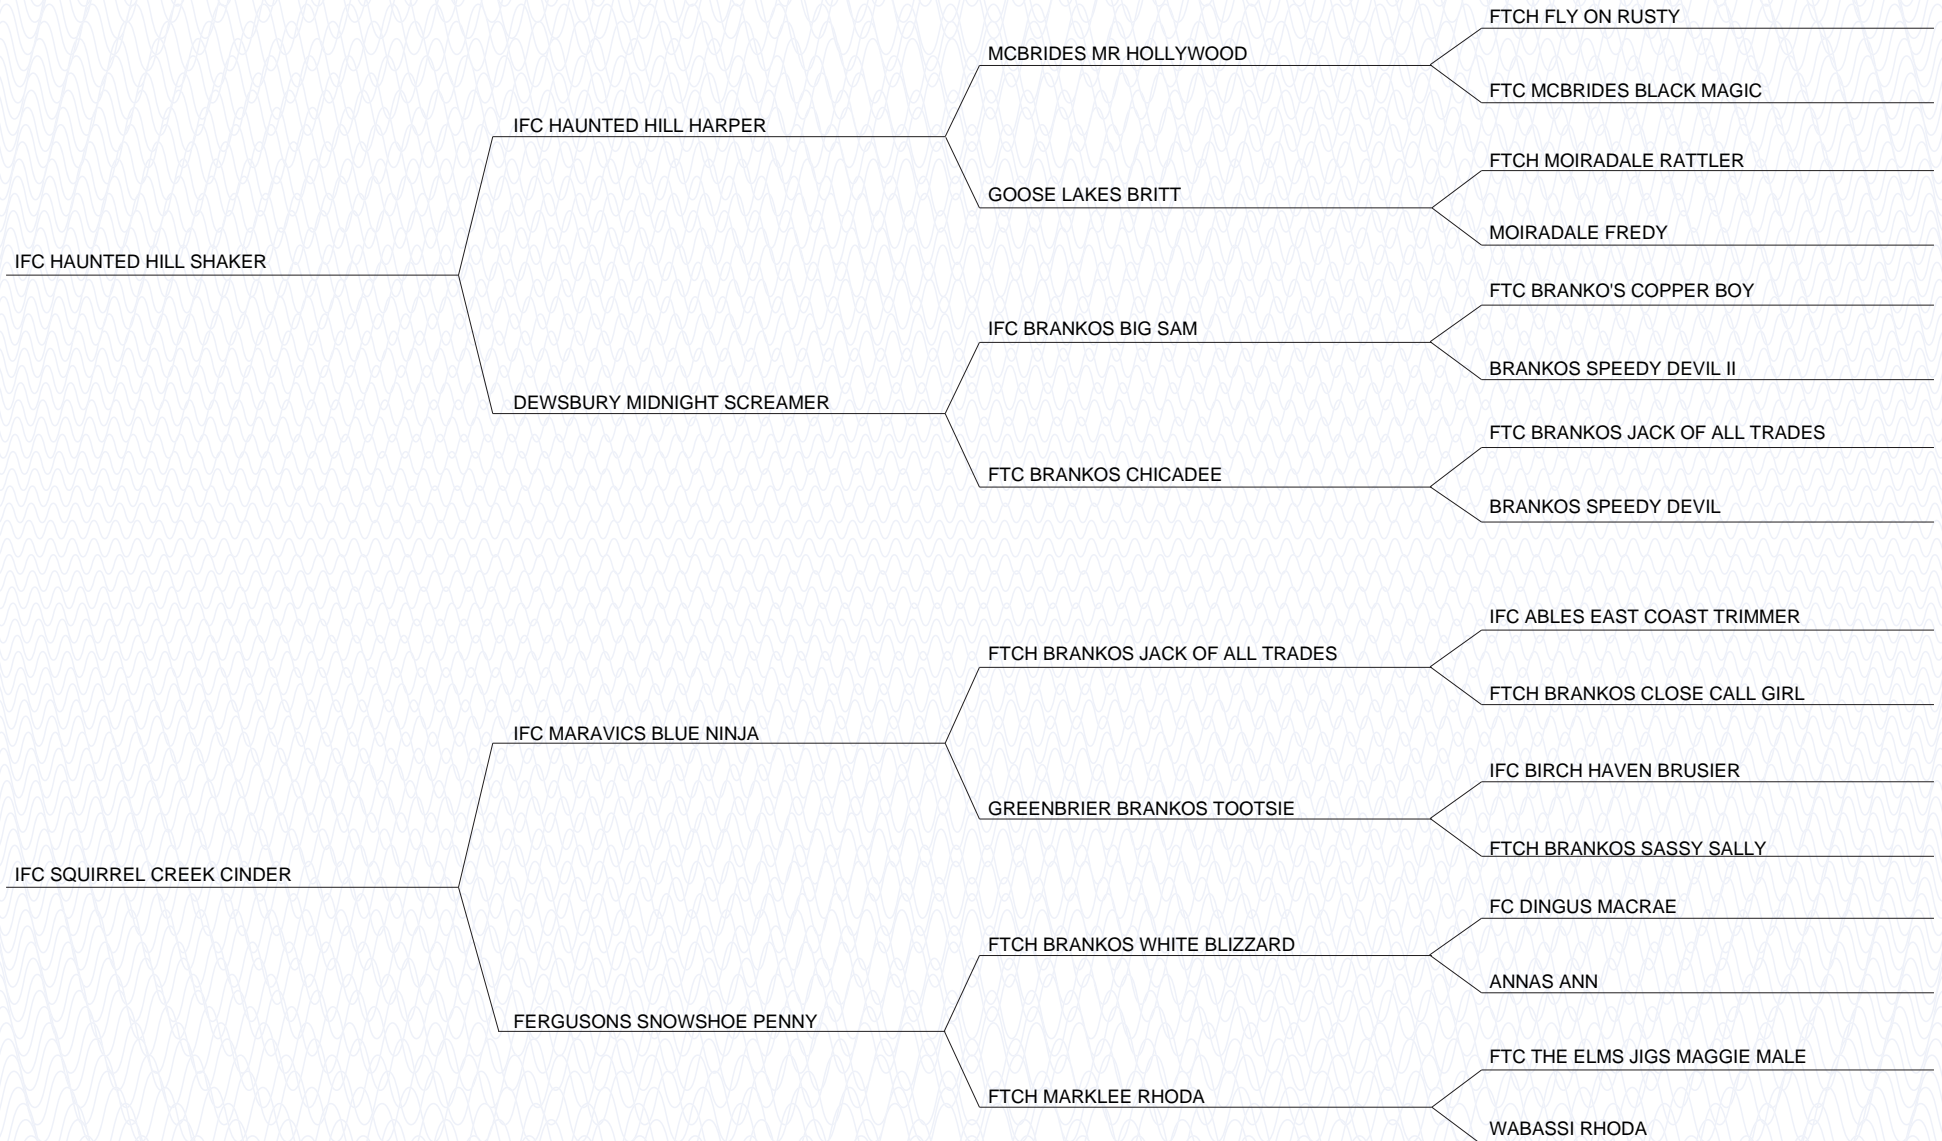 FTCH FLY ON RUSTY
MCBRIDES MR HOLLYWOOD
FTC MCBRIDES BLACK MAGIC
IFC HAUNTED HILL HARPER
FTCH MOIRADALE RATTLER
GOOSE LAKES BRITT
MOIRADALE FREDY
IFC HAUNTED HILL SHAKER
FTC BRANKO'S COPPER BOY
IFC BRANKOS BIG SAM
BRANKOS SPEEDY DEVIL II
DEWSBURY MIDNIGHT SCREAMER
FTC BRANKOS JACK OF ALL TRADES
FTC BRANKOS CHICADEE
BRANKOS SPEEDY DEVIL
IFC ABLES EAST COAST TRIMMER
FTCH BRANKOS JACK OF ALL TRADES
FTCH BRANKOS CLOSE CALL GIRL
IFC MARAVICS BLUE NINJA
IFC BIRCH HAVEN BRUSIER
GREENBRIER BRANKOS TOOTSIE
FTCH BRANKOS SASSY SALLY
IFC SQUIRREL CREEK CINDER
FC DINGUS MACRAE
FTCH BRANKOS WHITE BLIZZARD
ANNAS ANN
FERGUSONS SNOWSHOE PENNY
FTC THE ELMS JIGS MAGGIE MALE
FTCH MARKLEE RHODA
WABASSI RHODA